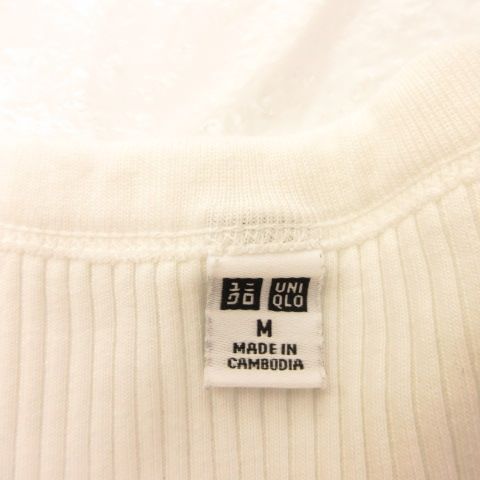 ユニ UNI
クロ QLO
M
MADE IN
CAMBODIA